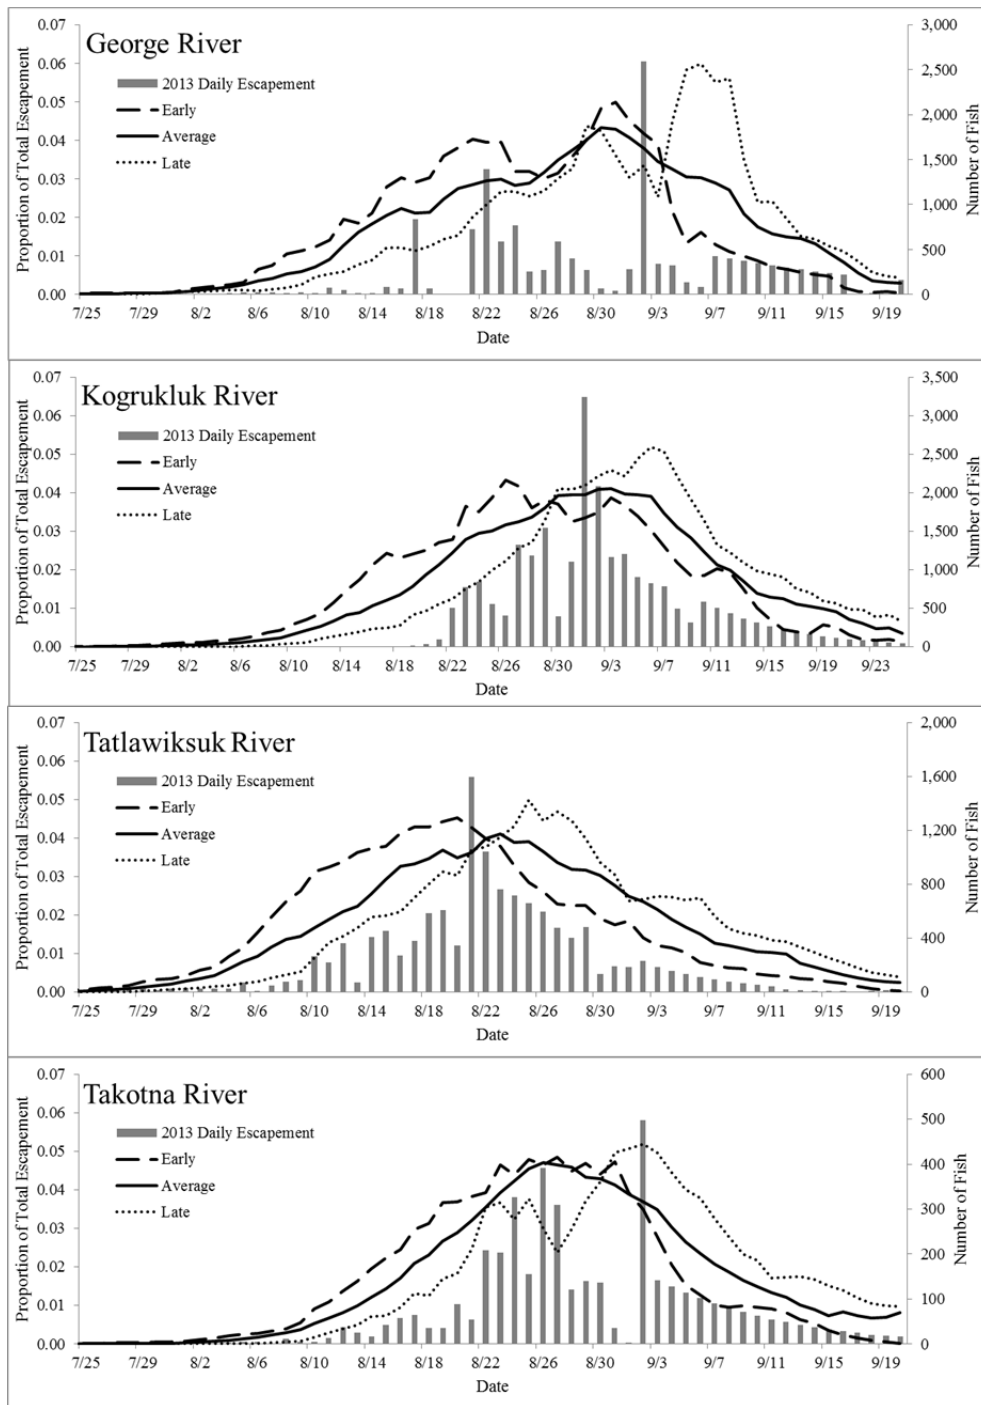 George River
2013 Daily Escapement
Early
Average
Late
Proportion of Total Escapement
0.07
0.06
0.05
0.04
0.03
0.02
0.01
0.00
3,000
2,500
2,000
1,500
1,000
500
0
Number of Fish
7/25 7/29 8/2 8/6 8/10 8/14 8/18 8/22 8/26 8/30 9/3 9/7 9/11 9/15 9/19
Date
Kogrukluk River
2013 Daily Escapement
Early
Average
Late
Proportion of Total Escapement
0.07
0.06
0.05
0.04
0.03
0.02
0.01
0.00
3,500
3,000
2,500
2,000
1,500
1,000
500
0
Number of Fish
7/25 7/29 8/2 8/6 8/10 8/14 8/18 8/22 8/26 8/30 9/3 9/7 9/11 9/15 9/19 9/23
Date
Tatlawiksuk River
2013 Daily Escapement
Early
Average
Late
Proportion of Total Escapement
0.07
0.06
0.05
0.04
0.03
0.02
0.01
0.00
2,000
1,600
1,200
800
400
0
Number of Fish
7/25 7/29 8/2 8/6 8/10 8/14 8/18 8/22 8/26 8/30 9/3 9/7 9/11 9/15 9/19
Date
Takotna River
2013 Daily Escapement
Early
Average
Late
Proportion of Total Escapement
0.07
0.06
0.05
0.04
0.03
0.02
0.01
0.00
600
500
400
300
200
100
0
Number of Fish
7/25 7/29 8/2 8/6 8/10 8/14 8/18 8/22 8/26 8/30 9/3 9/7 9/11 9/15 9/19
Date